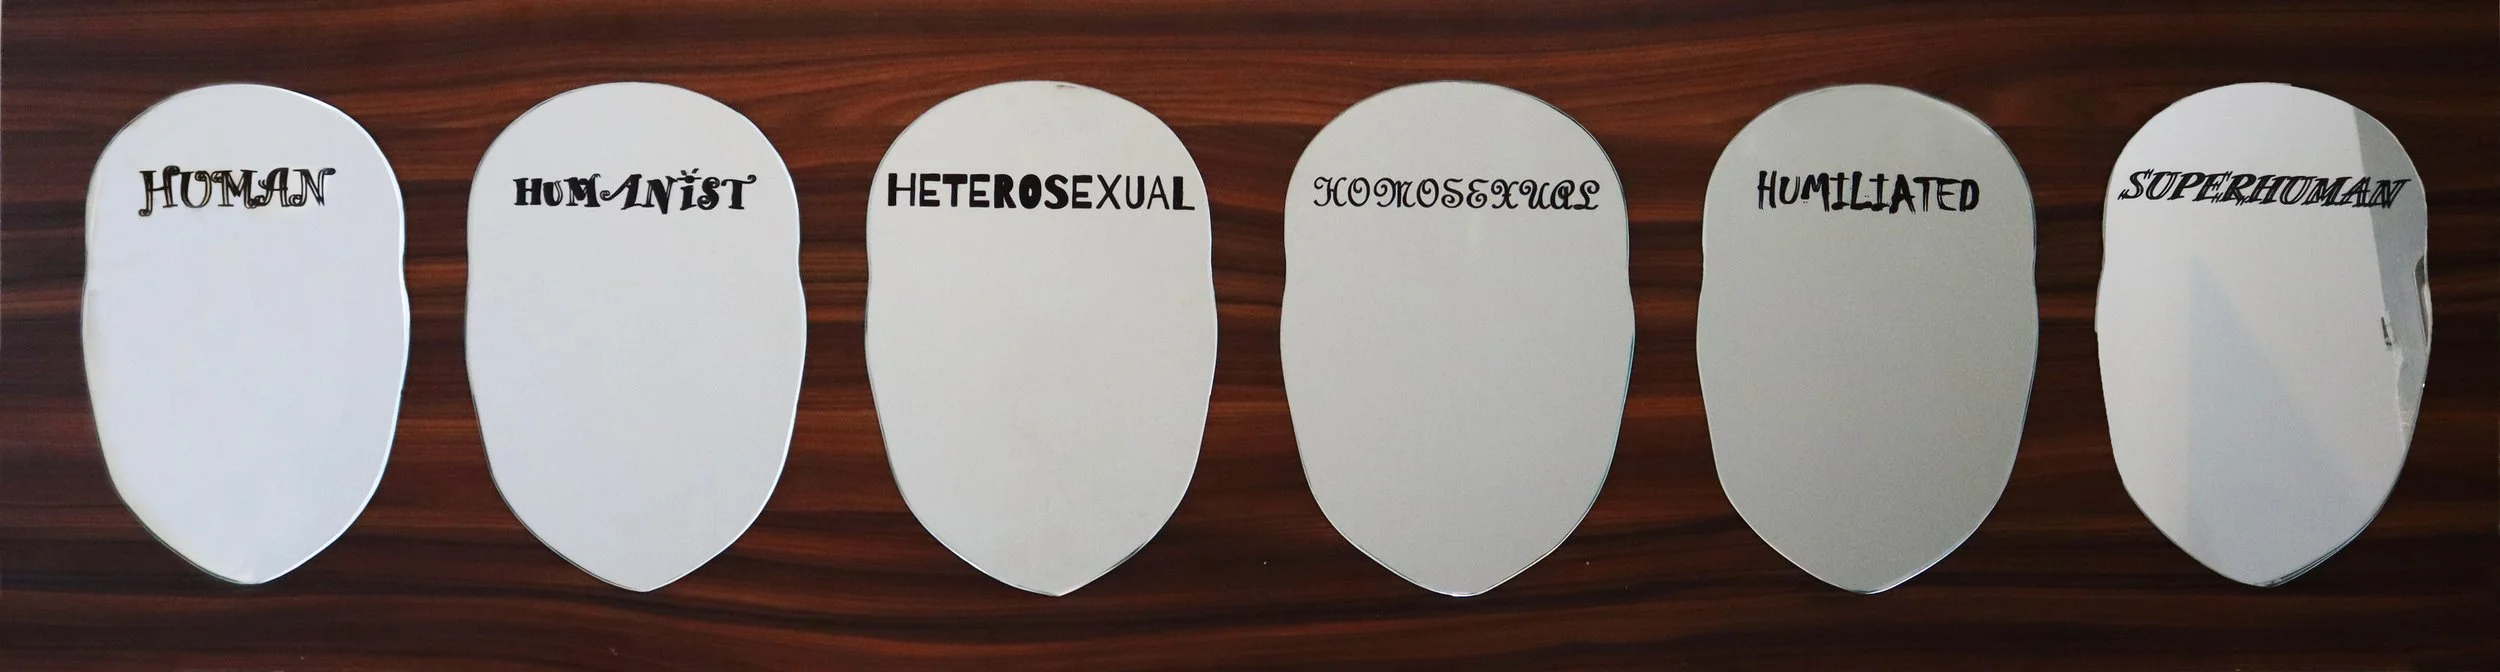 HUMAN
HUMANiST
HETEROSEXUAL
HOMOSEXUAL
HUMILIATED
SUPERHUMAN